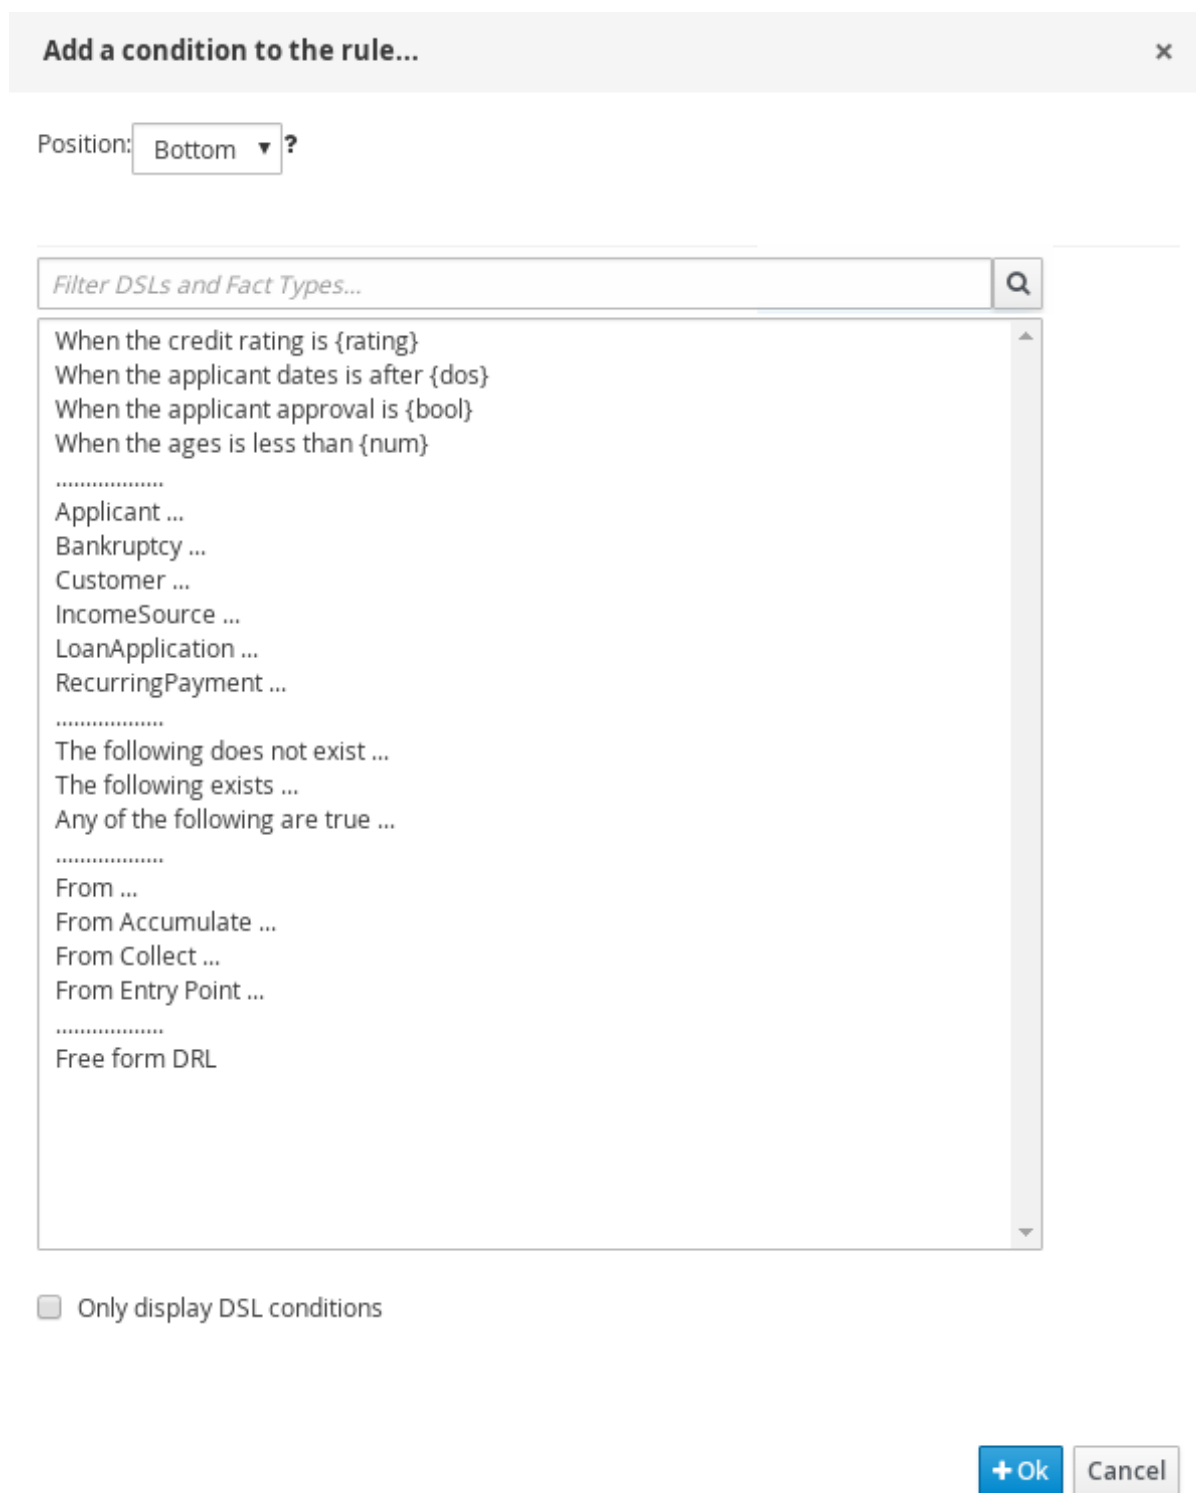 Add a condition to the rule...
×
Position: Bottom ▼ ?
Filter DSLs and Fact Types...
When the credit rating is {rating}
When the applicant dates is after {dos}
When the applicant approval is {bool}
When the ages is less than {num}
..................
Applicant ...
Bankruptcy ...
Customer ...
IncomeSource ...
LoanApplication ...
RecurringPayment ...
..................
The following does not exist ...
The following exists ...
Any of the following are true ...
..................
From ...
From Accumulate ...
From Collect ...
From Entry Point ...
..................
Free form DRL
Only display DSL conditions
+ Ok Cancel